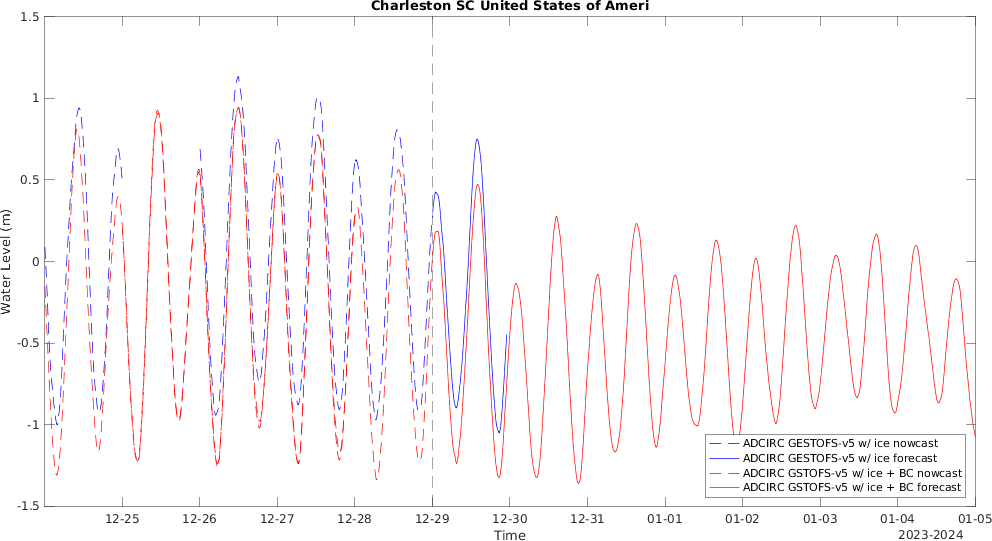 Charleston SC United States of Ameri
1.5
1
0.5
0
-0.5
-1
-1.5
Water Level (m)
ADCIRC GESTOFS-v5 w/ ice nowcast
ADCIRC GESTOFS-v5 w/ ice forecast
ADCIRC GSTOFS-v5 w/ ice + BC nowcast
ADCIRC GSTOFS-v5 w/ ice + BC forecast
12-25 12-26 12-27 12-28 12-29 12-30 12-31 01-01 01-02 01-03 01-04 01-05
Time
2023-2024